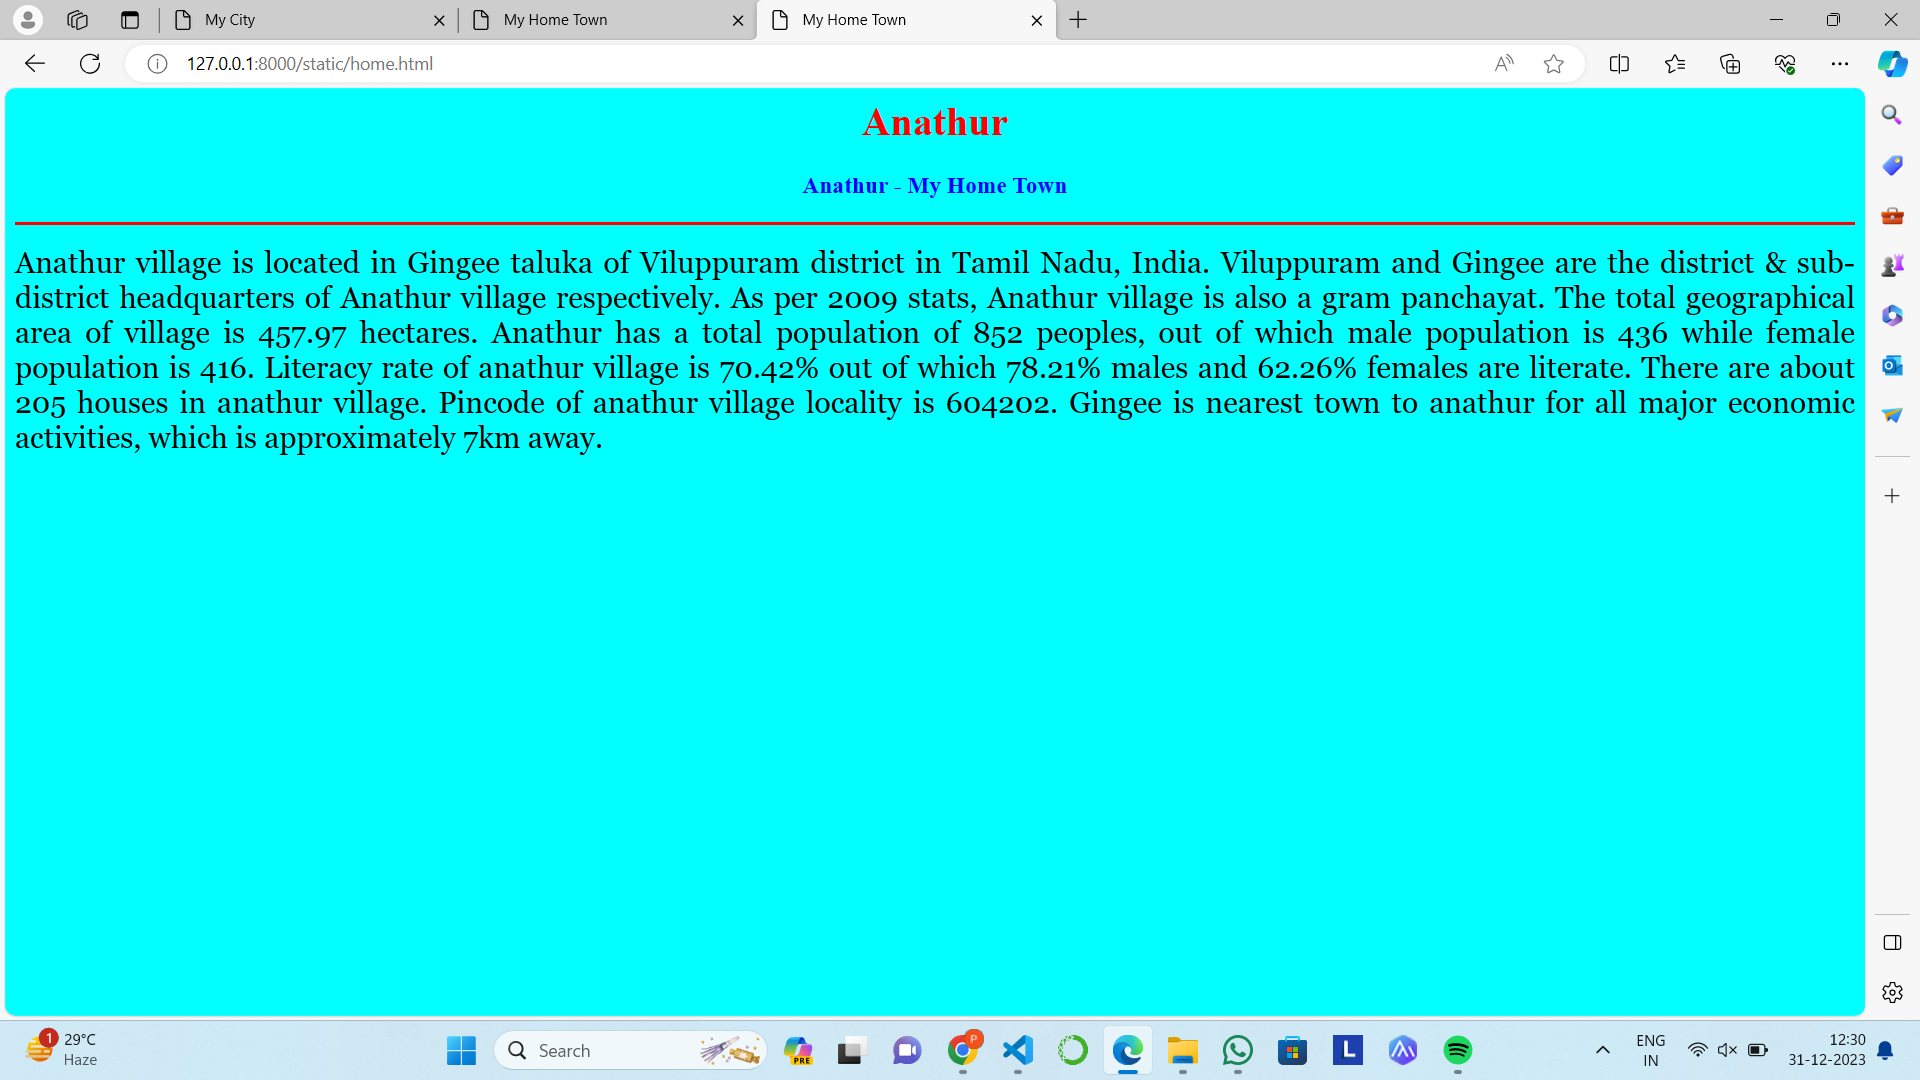 My City
My Home Town
My Home Town
127.0.0.1:8000/static/home.html
Anathur
Anathur - My Home Town
Anathur village is located in Gingee taluka of Viluppuram district in Tamil Nadu, India. Viluppuram and Gingee are the district & sub-
district headquarters of Anathur village respectively. As per 2009 stats, Anathur village is also a gram panchayat. The total geographical
area of village is 457.97 hectares. Anathur has a total population of 852 peoples, out of which male population is 436 while female
population is 416. Literacy rate of anathur village is 70.42% out of which 78.21% males and 62.26% females are literate. There are about
205 houses in anathur village. Pincode of anathur village locality is 604202. Gingee is nearest town to anathur for all major economic
activities, which is approximately 7km away.
1
29°C
Haze
Search
PRE
P
L
ENG
IN
12:30
31-12-2023